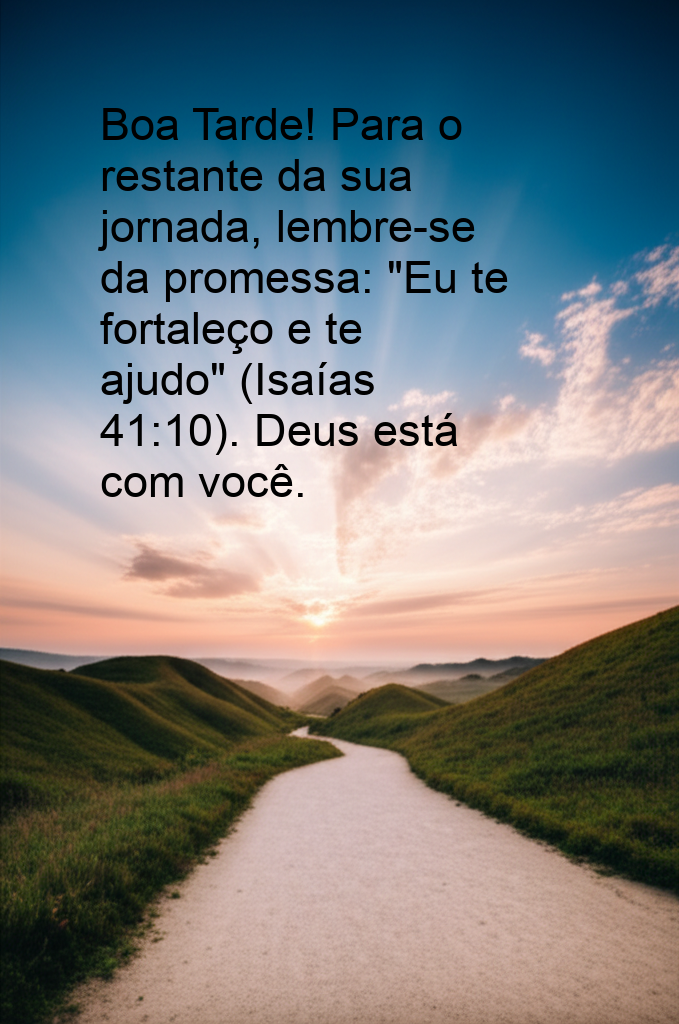 Boa Tarde! Para o
restante da sua
jornada, lembre-se
da promessa: "Eu te
fortaleço e te
ajudo" (Isaías
41:10). Deus está
com você.